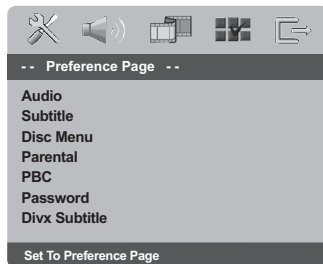 -- Preference Page --
Audio
Subtitle
Disc Menu
Parental
PBC
Password
Divx Subtitle
Set To Preference Page